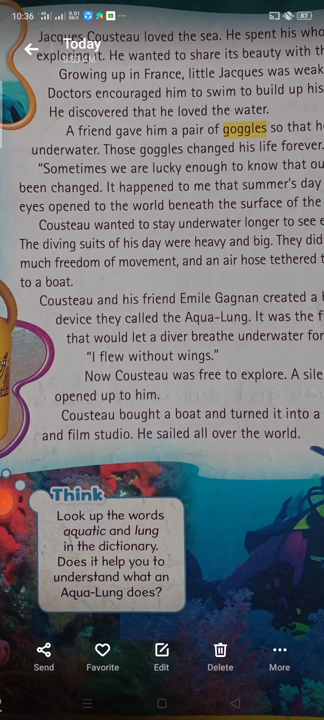 10:36
87
Today
Jacques Cousteau loved the sea. He spent his who
exploring it. He wanted to share its beauty with th
Growing up in France, little Jacques was weak
Doctors encouraged him to swim to build up his
He discovered that he loved the water.
A friend gave him a pair of goggles so that h
underwater. Those goggles changed his life forever.
"Sometimes we are lucky enough to know that ou
been changed. It happened to me that summer's day
eyes opened to the world beneath the surface of the
Cousteau wanted to stay underwater longer to see e
The diving suits of his day were heavy and big. They did
much freedom of movement, and an air hose tethered t
to a boat.
Cousteau and his friend Emile Gagnan created a
device they called the Aqua-Lung. It was the f
that would let a diver breathe underwater for
"I flew without wings."
Now Cousteau was free to explore. A sile
opened up to him.
Cousteau bought a boat and turned it into a
and film studio. He sailed all over the world.
Think
Look up the words
aquatic and lung
in the dictionary.
Does it help you to
understand what an
Aqua-Lung does?
Send
Favorite
Edit
Delete
More